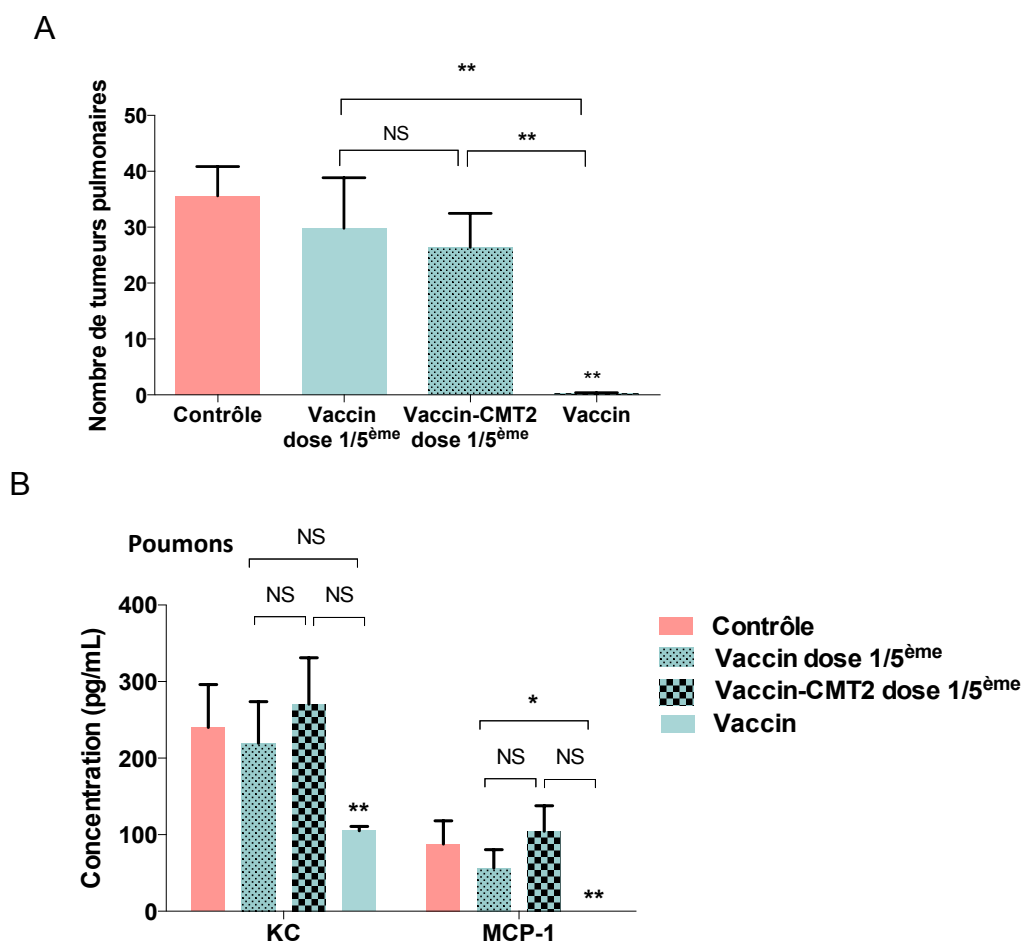 A
**
NS
**
50
40
30
20
10
0
Nombre de tumeurs pulmonaires
**
Contrôle
Vaccin
dose 1/5ème
Vaccin-CMT2
dose 1/5ème
Vaccin
B
Poumons
NS
NS
NS
400
300
200
100
0
Concentration (pg/mL)
**
*
NS
NS
**
KC
MCP-1
Contrôle
Vaccin dose 1/5ème
Vaccin-CMT2 dose 1/5ème
Vaccin